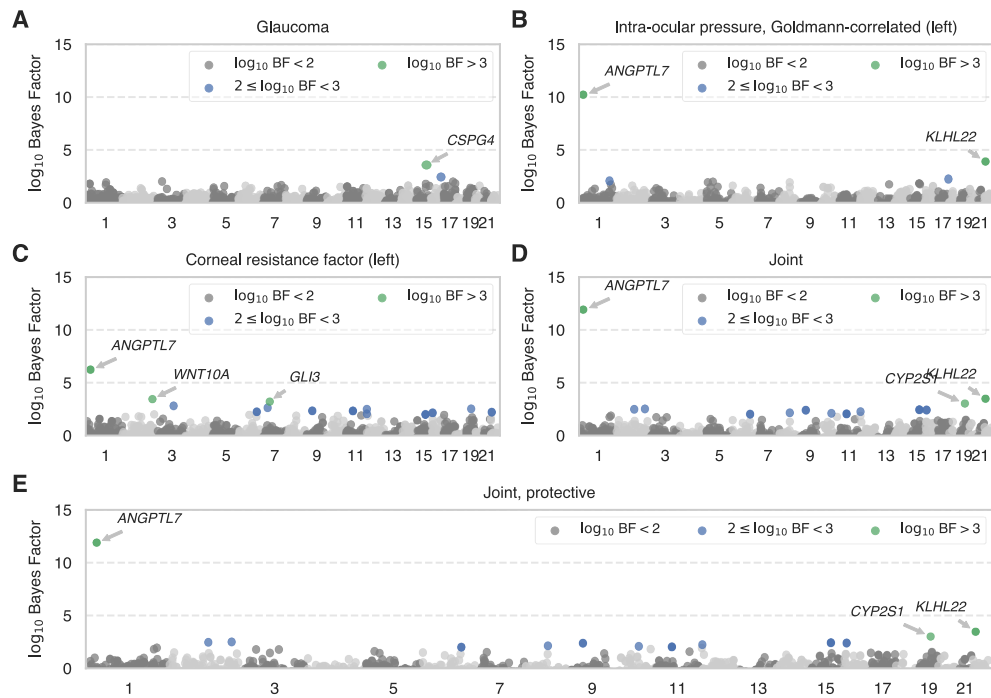 A
Glaucoma
log₁₀ Bayes Factor
15
10
5
0
log₁₀ BF < 2
2 ≤ log₁₀ BF < 3
log₁₀ BF > 3
CSPG4
1 3 5 7 9 11 13 15 17 19 21
B
Intra-ocular pressure, Goldmann-correlated (left)
log₁₀ Bayes Factor
15
10
5
0
log₁₀ BF < 2
2 ≤ log₁₀ BF < 3
log₁₀ BF > 3
ANGPTL7
KLHL22
1 3 5 7 9 11 13 15 17 19 21
C
Corneal resistance factor (left)
log₁₀ Bayes Factor
15
10
5
0
log₁₀ BF < 2
2 ≤ log₁₀ BF < 3
log₁₀ BF > 3
ANGPTL7
WNT10A
GLI3
1 3 5 7 9 11 13 15 17 19 21
D
Joint
log₁₀ Bayes Factor
15
10
5
0
log₁₀ BF < 2
2 ≤ log₁₀ BF < 3
log₁₀ BF > 3
ANGPTL7
KLHL22
CYP2S1
1 3 5 7 9 11 13 15 17 19 21
E
Joint, protective
log₁₀ Bayes Factor
15
10
5
0
log₁₀ BF < 2
2 ≤ log₁₀ BF < 3
log₁₀ BF > 3
ANGPTL7
CYP2S1
KLHL22
1 3 5 7 9 11 13 15 17 19 21